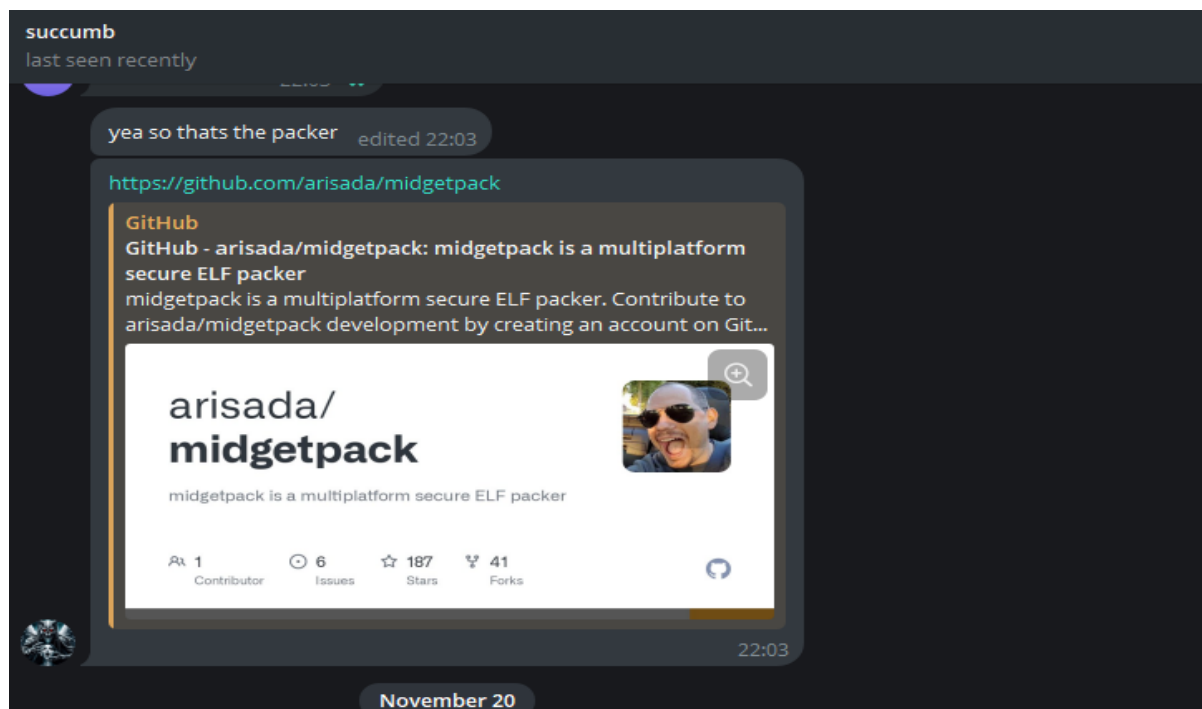 succumb
last seen recently
yea so thats the packer edited 22:03
https://github.com/arisada/midgetpack
GitHub
GitHub - arisada/midgetpack: midgetpack is a multiplatform
secure ELF packer
midgetpack is a multiplatform secure ELF packer. Contribute to
arisada/midgetpack development by creating an account on Git...
arisada/
midgetpack
midgetpack is a multiplatform secure ELF packer
1 6 187 41
Contributor Issues Stars Forks
22:03
November 20